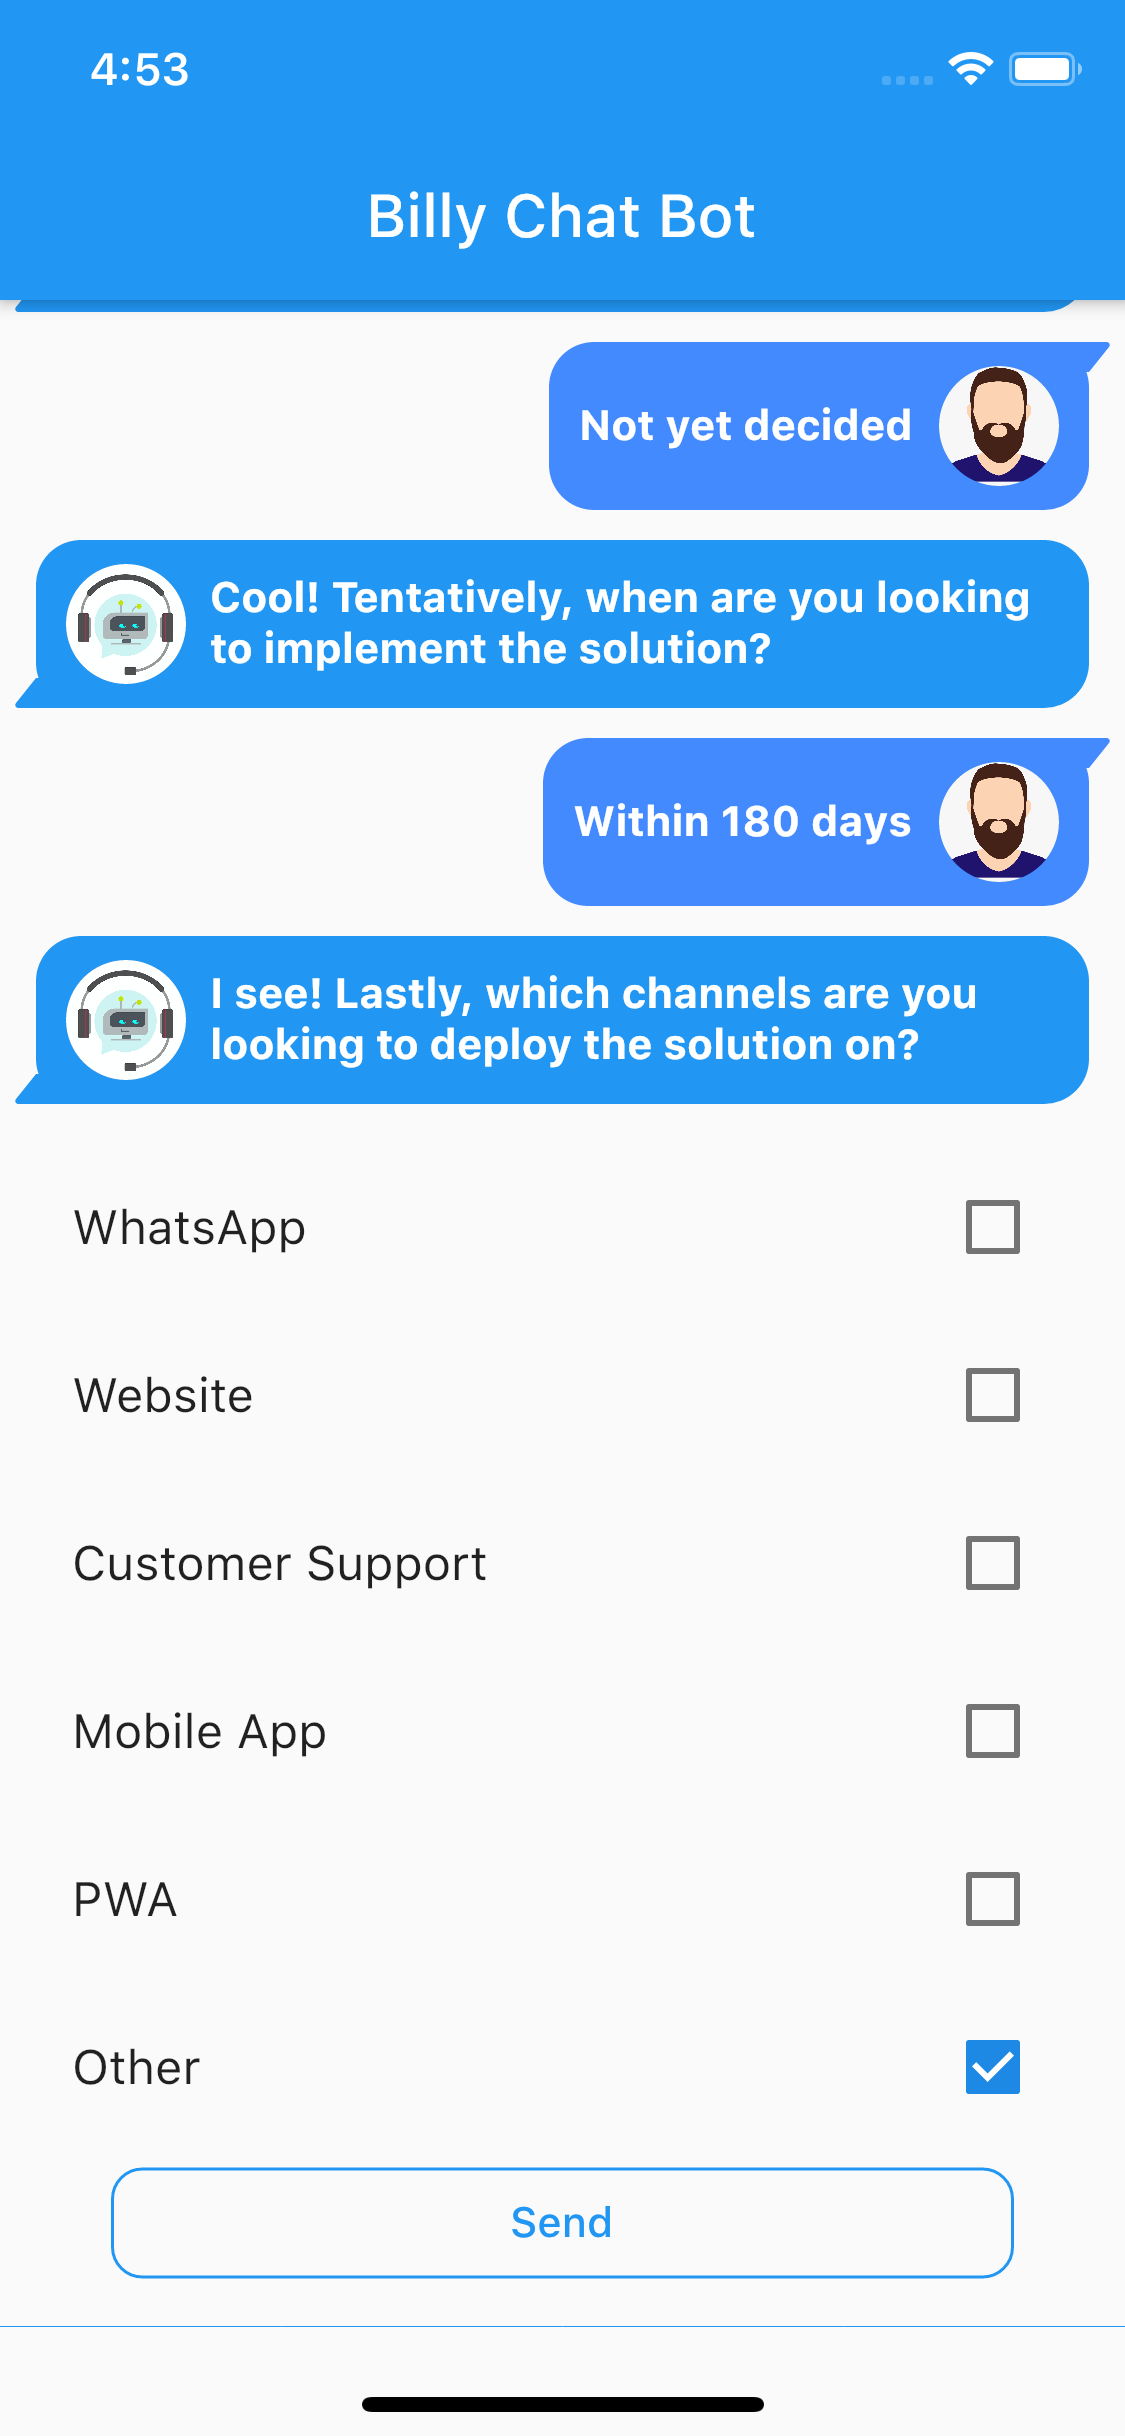 4:53
Billy Chat Bot
Not yet decided
Cool! Tentatively, when are you looking
to implement the solution?
Within 180 days
I see! Lastly, which channels are you
looking to deploy the solution on?
WhatsApp
Website
Customer Support
Mobile App
PWA
Other
Send